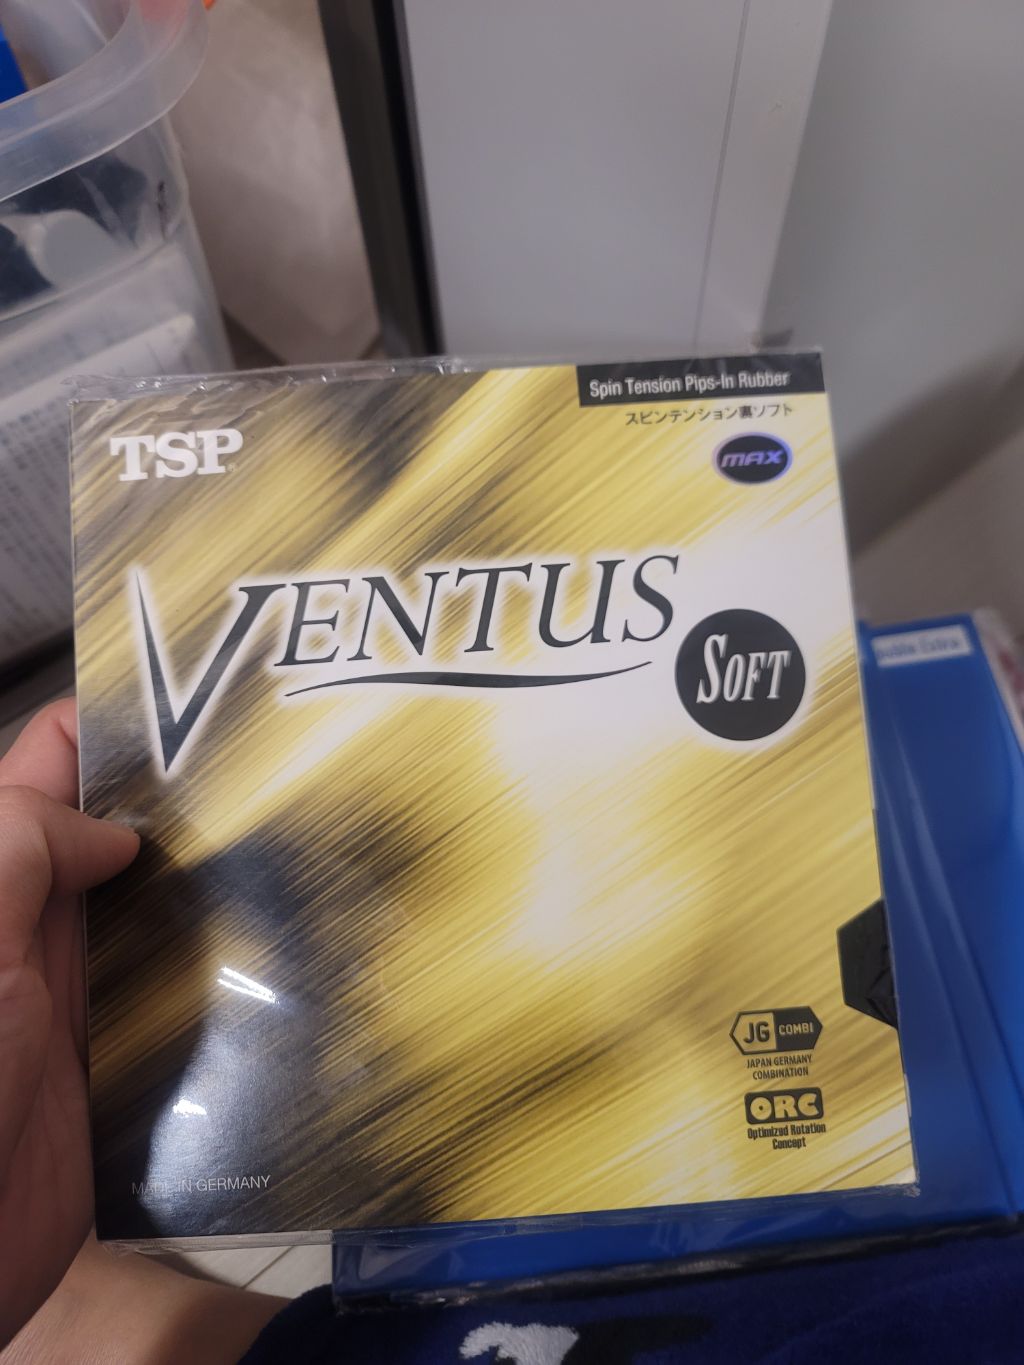 Spin Tension Pips-In Rubber
スピンテンション裏ソフト
TSP
MAX
VENTUS
SOFT
JG COMBI
JAPAN GERMANY
COMBINATION
ORC
Optimized Rotation
Concept
MADE IN GERMANY
Extra